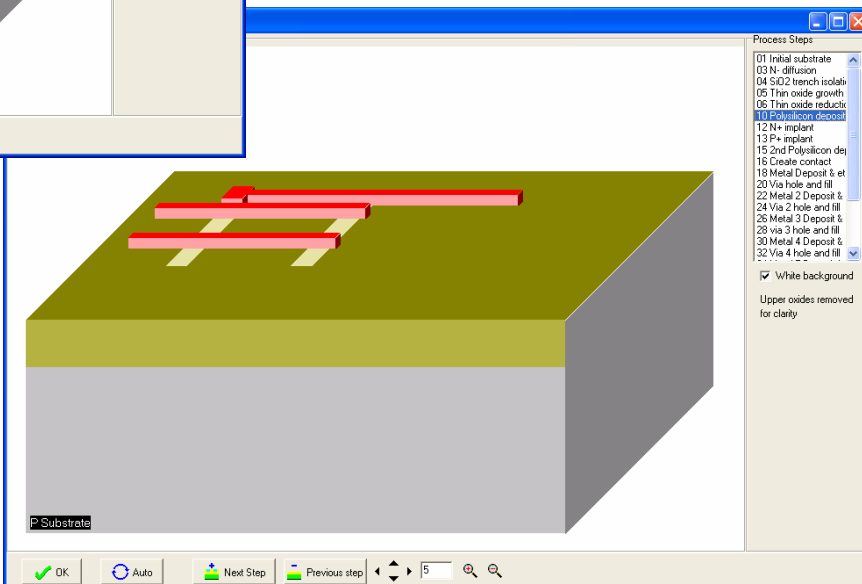 Process Steps
01 Initial substrate
03 N- diffusion
04 SiO2 trench isolati
05 Thin oxide growth
06 Thin oxide reductic
10 Polysilicon deposit
12 N+ implant
13 P+ implant
15 2nd Polysilicon dep
16 Create contact
18 Metal Deposit & et
20 Via hole and fill
22 Metal 2 Deposit &
24 Via 2 hole and fill
26 Metal 3 Deposit &
28 via 3 hole and fill
30 Metal 4 Deposit &
32 Via 4 hole and fill
White background
Upper oxides removed
for clarity
P Substrate
OK Auto Next Step Previous step 5